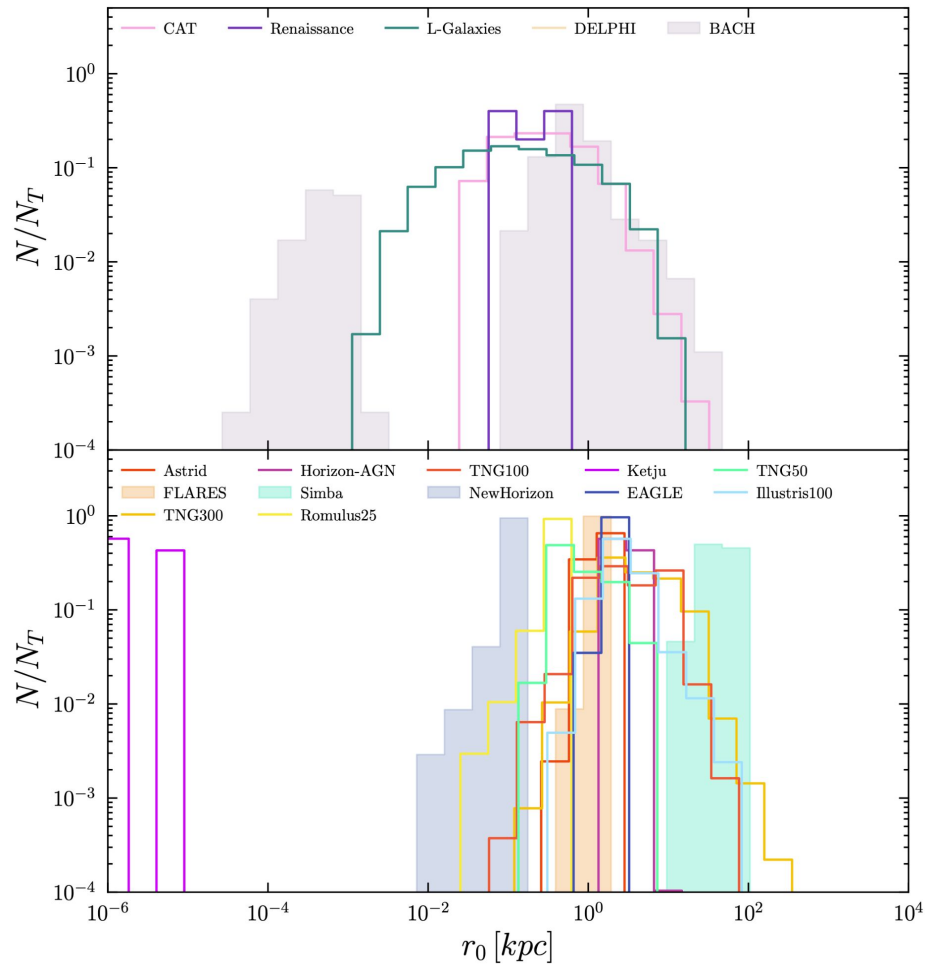 CAT Renaissance L-Galaxies DELPHI BACH
10^0
10^-1
10^-2
10^-3
10^-4
N/N_T
Astrid Horizon-AGN TNG100 Ketju TNG50
FLARES Simba NewHorizon EAGLE Illustris100
TNG300 Romulus25
10^0
10^-1
10^-2
10^-3
10^-4
N/N_T
10^-6 10^-4 10^-2 10^0 10^2 10^4
r_0 [kpc]